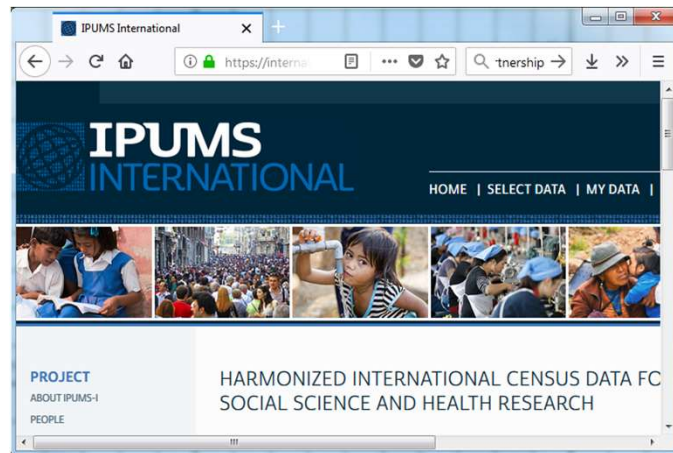 IPUMS International
https://interna
tnership
IPUMS
INTERNATIONAL
HOME | SELECT DATA | MY DATA |
PROJECT
ABOUT IPUMS-I
PEOPLE
HARMONIZED INTERNATIONAL CENSUS DATA FO
SOCIAL SCIENCE AND HEALTH RESEARCH